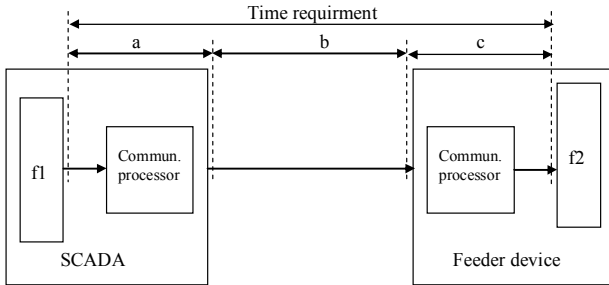 Time requirment
a
b
c
f1
Commun.
processor
SCADA
Commun.
processor
f2
Feeder device